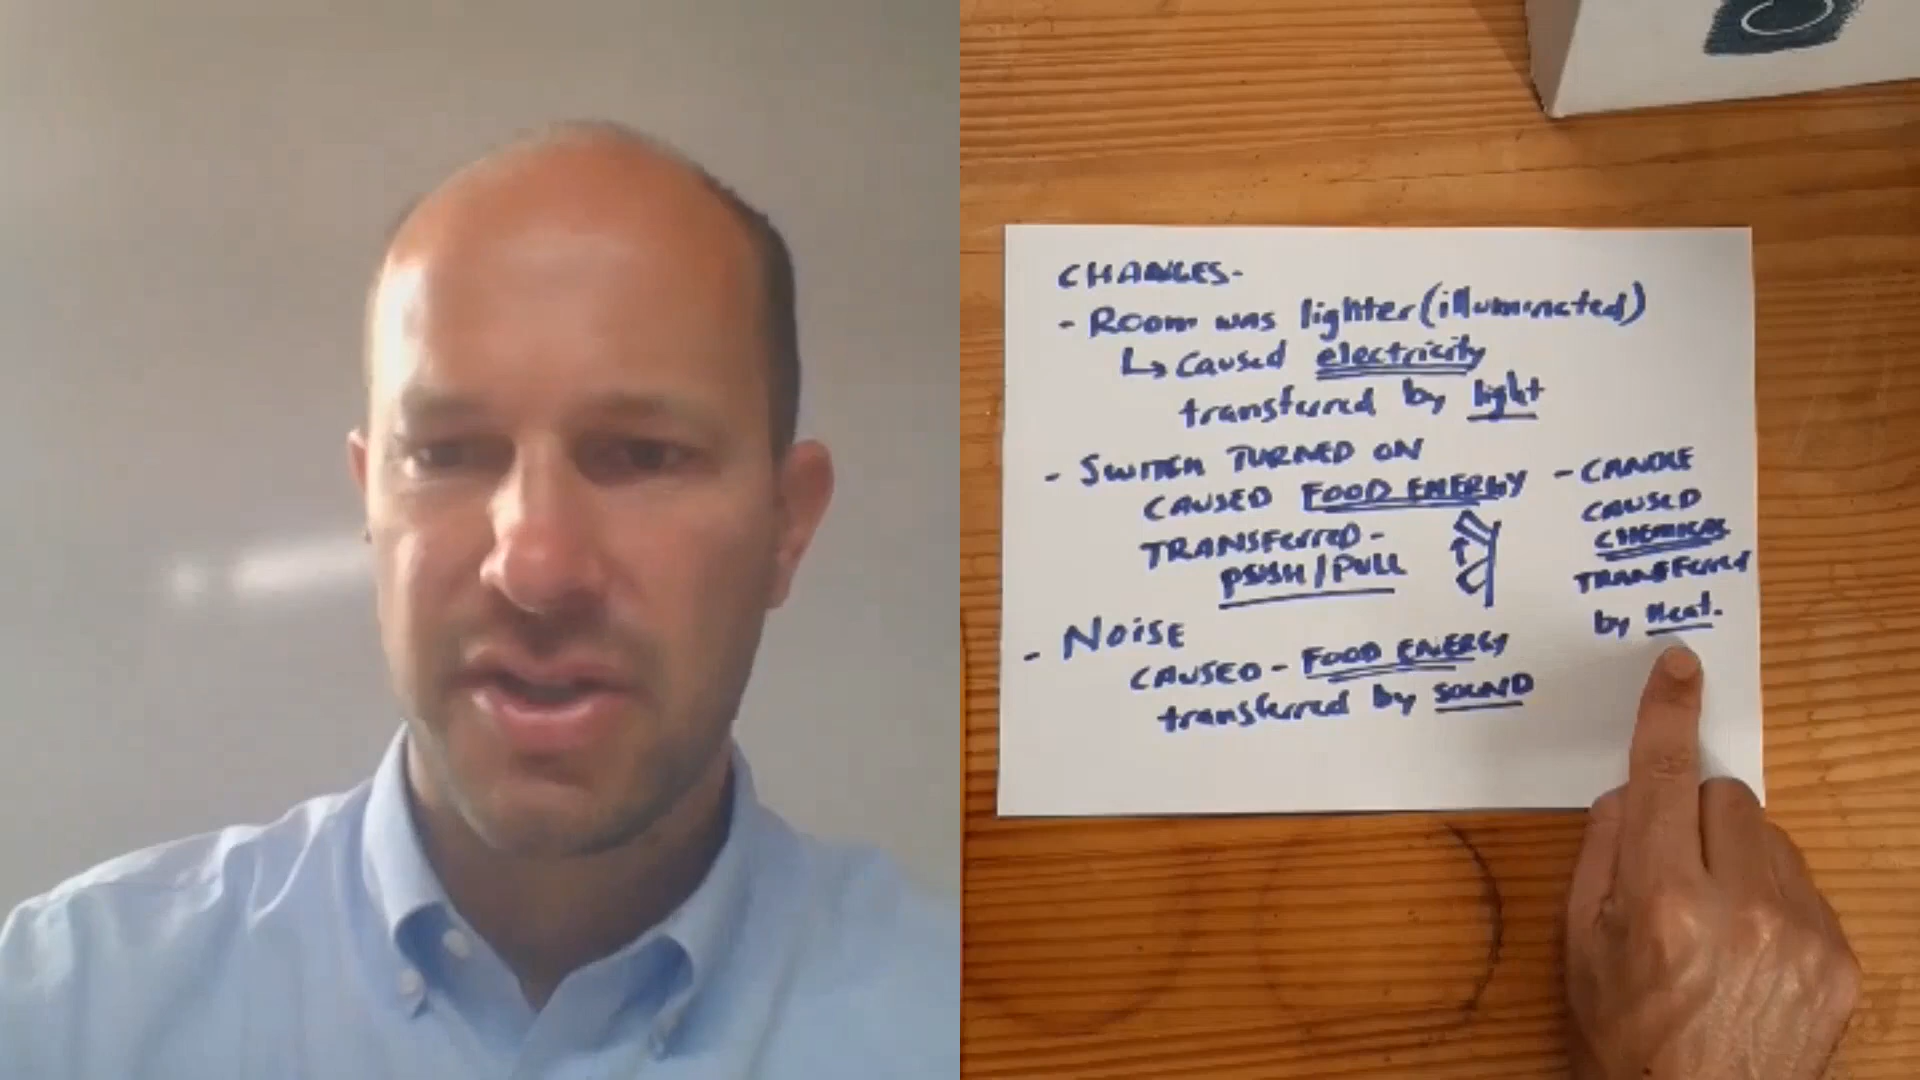 CHANGES-
- Room was lighter (illuminated)
↳ caused electricity
transferred by light
- SWITCH TURNED ON
CAUSED FOOD ENERGY
TRANSFERRED -
PSUSH/PULL
- NOiSE
CAUSED - FOOD ENERGY
transferred by SOUND
- CANDLE
CAUSED
CHEMICAL
TRANSFERRED
by Heat.